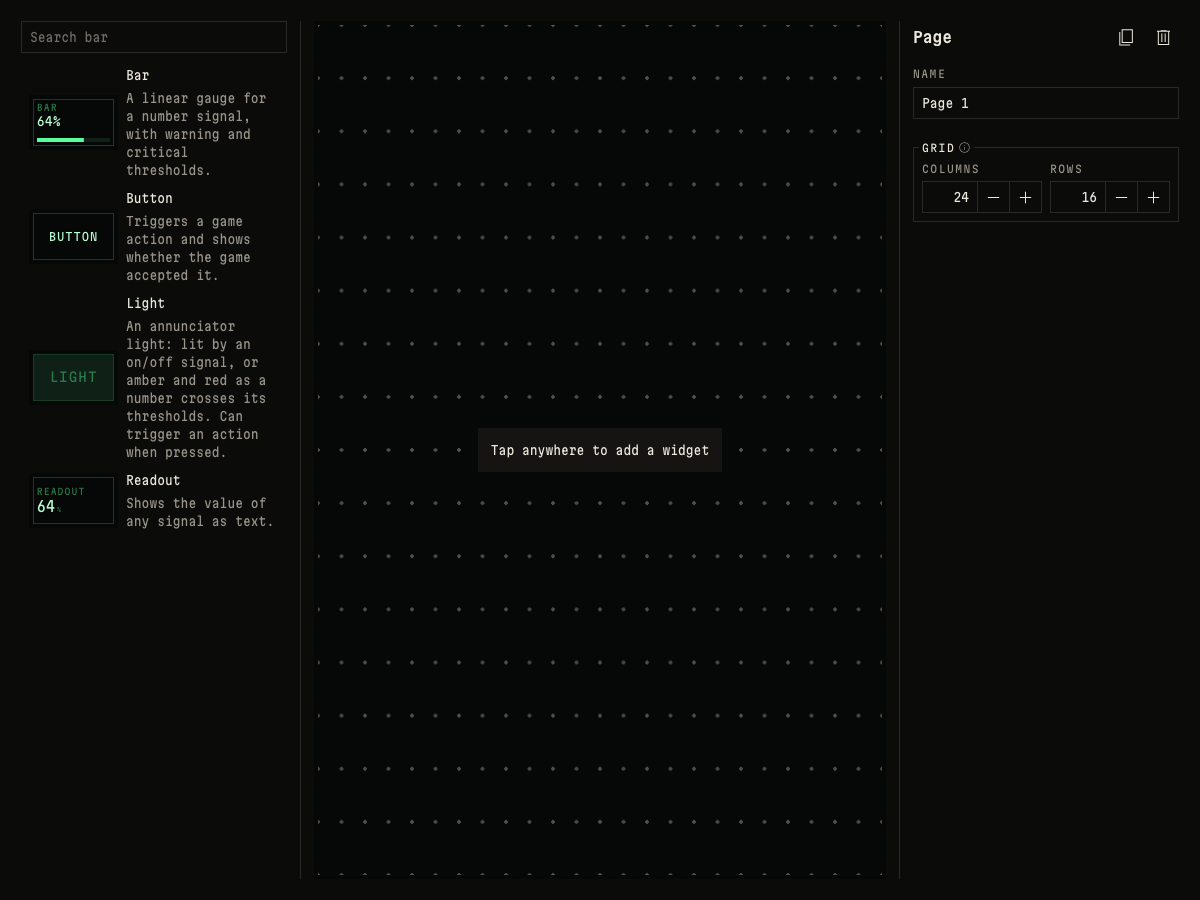 Search bar
Bar
BAR
64%
A linear gauge for
a number signal,
with warning and
critical
thresholds.
Button
BUTTON
Triggers a game
action and shows
whether the game
accepted it.
Light
LIGHT
An annunciator
light: lit by an
on/off signal, or
amber and red as a
number crosses its
thresholds. Can
trigger an action
when pressed.
Readout
READOUT
64%
Shows the value of
any signal as text.
Tap anywhere to add a widget
Page
NAME
Page 1
GRID
COLUMNS ROWS
24 16